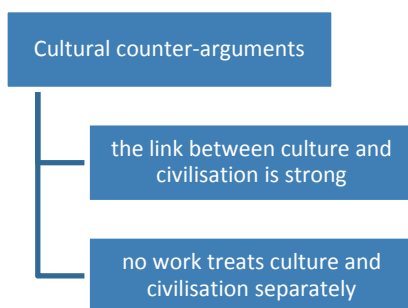 Cultural counter-arguments
the link between culture and
civilisation is strong
no work treats culture and
civilisation separately